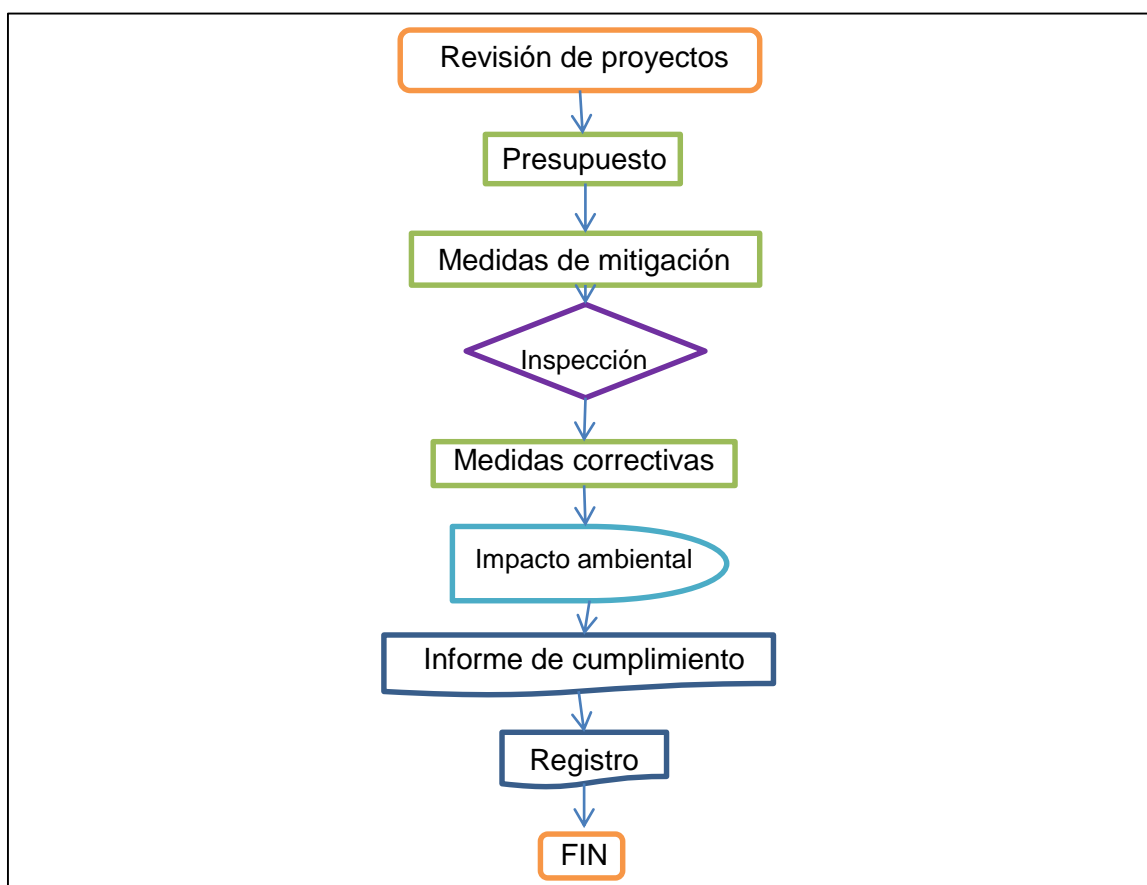 Revisión de proyectos
Presupuesto
Medidas de mitigación
Inspección
Medidas correctivas
Impacto ambiental
Informe de cumplimiento
Registro
FIN